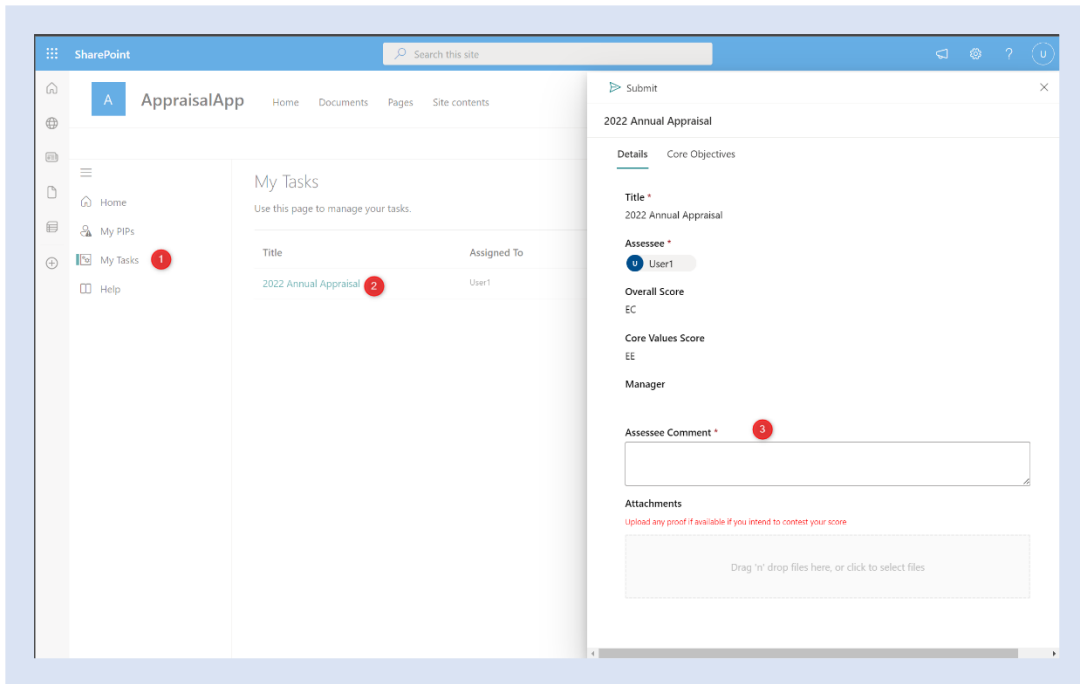 SharePoint
Search this site
?
U
A
AppraisalApp
Home Documents Pages Site contents
Home
My PIPs
My Tasks 1
Help
My Tasks
Use this page to manage your tasks.
Title Assigned To
2022 Annual Appraisal 2 User1
Submit
2022 Annual Appraisal
Details Core Objectives
Title *
2022 Annual Appraisal
Assessee *
U User1
Overall Score
EC
Core Values Score
EE
Manager
Assessee Comment * 3
Attachments
Upload any proof if available if you intend to contest your score
Drag 'n' drop files here, or click to select files